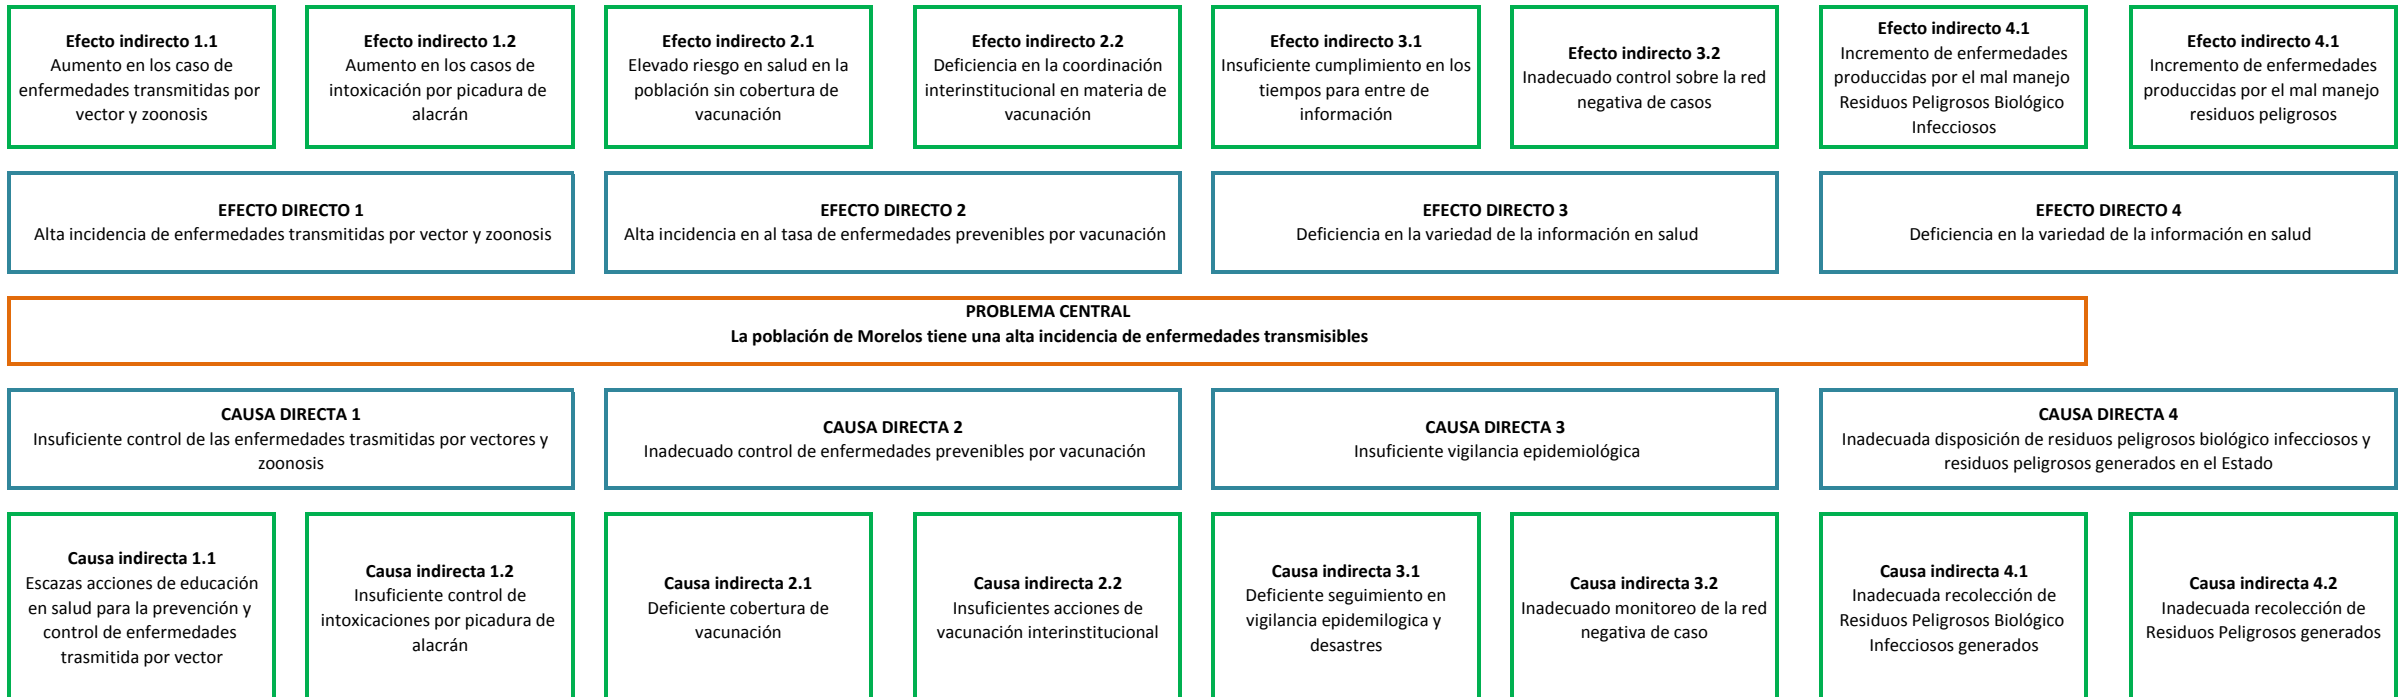 Efecto indirecto 1.1
Aumento en los caso de
enfermedades transmitidas por
vector y zoonosis
Efecto indirecto 1.2
Aumento en los casos de
intoxicación por picadura de
alacrán
Efecto indirecto 2.1
Elevado riesgo en salud en la
población sin cobertura de
vacunación
Efecto indirecto 2.2
Deficiencia en la coordinación
interinstitucional en materia de
vacunación
Efecto indirecto 3.1
Insuficiente cumplimiento en los
tiempos para entre de
información
Efecto indirecto 3.2
Inadecuado control sobre la red
negativa de casos
Efecto indirecto 4.1
Incremento de enfermedades
produccidas por el mal manejo
Residuos Peligrosos Biológico
Infecciosos
Efecto indirecto 4.1
Incremento de enfermedades
produccidas por el mal manejo
residuos peligrosos
EFECTO DIRECTO 1
Alta incidencia de enfermedades transmitidas por vector y zoonosis
EFECTO DIRECTO 2
Alta incidencia en al tasa de enfermedades prevenibles por vacunación
EFECTO DIRECTO 3
Deficiencia en la variedad de la información en salud
EFECTO DIRECTO 4
Deficiencia en la variedad de la información en salud
PROBLEMA CENTRAL
La población de Morelos tiene una alta incidencia de enfermedades transmisibles
CAUSA DIRECTA 1
Insuficiente control de las enfermedades trasmitidas por vectores y
zoonosis
CAUSA DIRECTA 2
Inadecuado control de enfermedades prevenibles por vacunación
CAUSA DIRECTA 3
Insuficiente vigilancia epidemiológica
CAUSA DIRECTA 4
Inadecuada disposición de residuos peligrosos biológico infecciosos y
residuos peligrosos generados en el Estado
Causa indirecta 1.1
Escazas acciones de educación
en salud para la prevención y
control de enfermedades
trasmitida por vector
Causa indirecta 1.2
Insuficiente control de
intoxicaciones por picadura de
alacrán
Causa indirecta 2.1
Deficiente cobertura de
vacunación
Causa indirecta 2.2
Insuficientes acciones de
vacunación interinstitucional
Causa indirecta 3.1
Deficiente seguimiento en
vigilancia epidemilogica y
desastres
Causa indirecta 3.2
Inadecuado monitoreo de la red
negativa de caso
Causa indirecta 4.1
Inadecuada recolección de
Residuos Peligrosos Biológico
Infecciosos generados
Causa indirecta 4.2
Inadecuada recolección de
Residuos Peligrosos generados